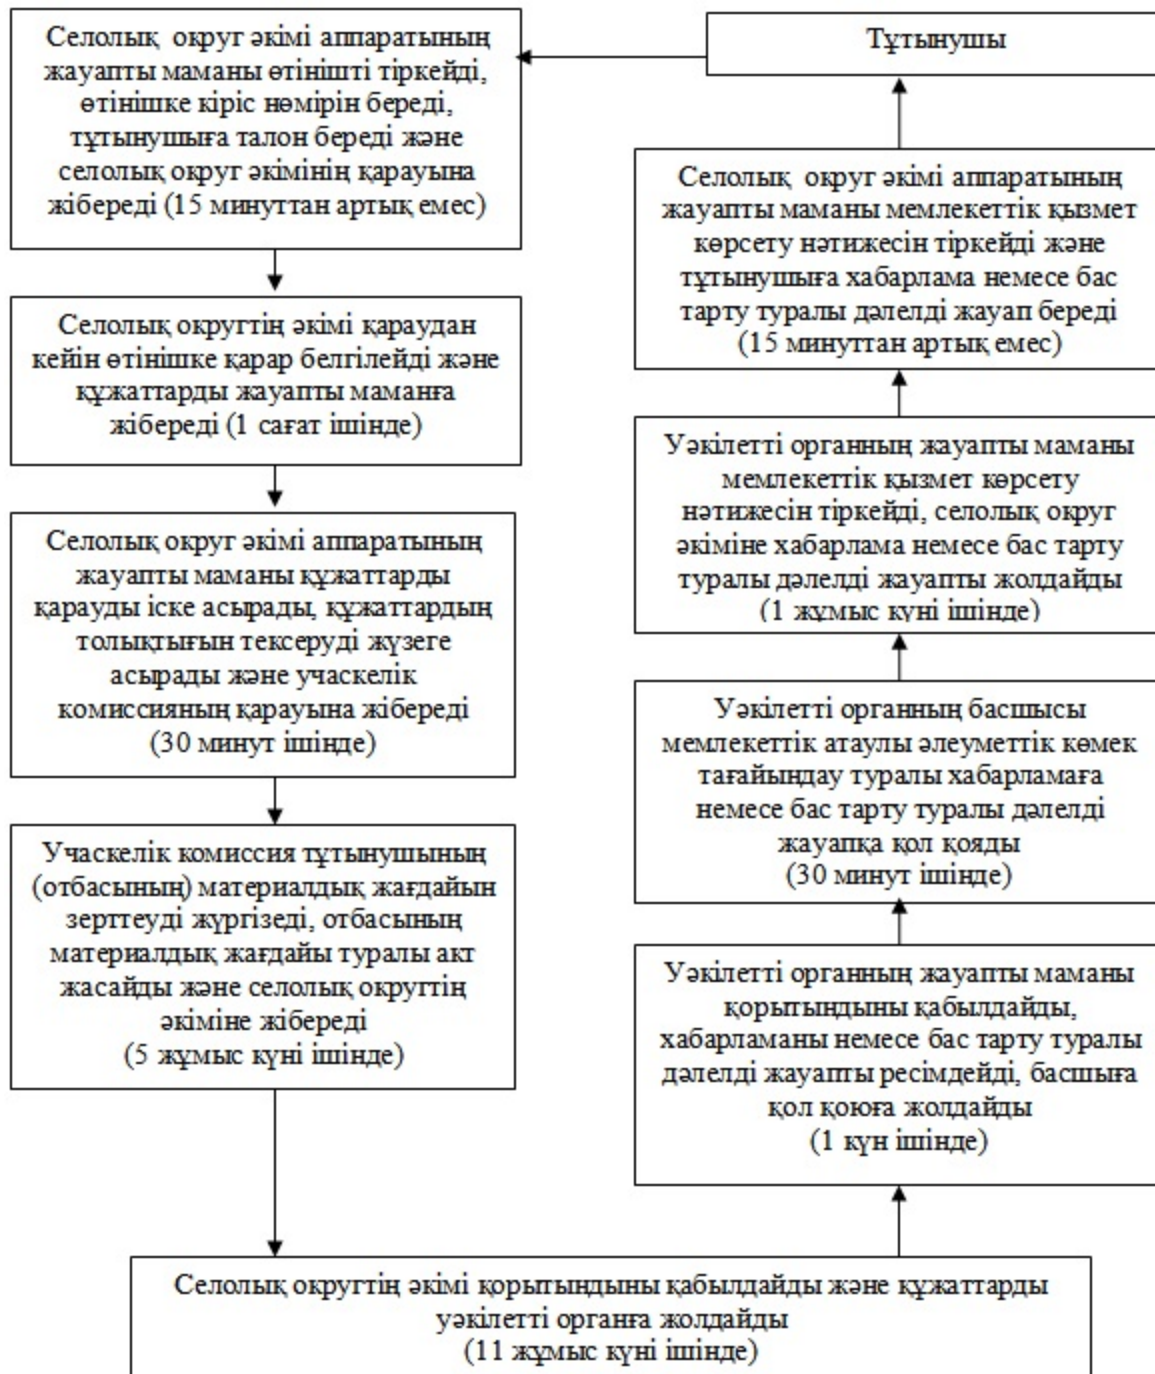 Тұтынушы
Селолық округ әкімі аппаратының
жауапты маманы өтінішті тіркейді,
өтінішке кіріс нөмірін береді,
тұтынушыға талон береді және
селолық округ әкімінің қарауына
жібереді (15 минуттан артық емес)
Селолық округтің әкімі қараудан
кейін өтінішке қарар белгілейді және
құжаттарды жауапты маманға
жібереді (1 сағат ішінде)
Селолық округ әкімі аппаратының
жауапты маманы құжаттарды
қарауды іске асырады, құжаттардың
толықтығын тексеруді жүзеге
асырады және учаскелік
комиссияның қарауына жібереді
(30 минут ішінде)
Учаскелік комиссия тұтынушының
(отбасының) материалдық жағдайын
зерттеуді жүргізеді, отбасының
материалдық жағдайы туралы акт
жасайды және селолық округтің
әкіміне жібереді
(5 жұмыс күні ішінде)
Селолық округтің әкімі қорытындыны қабылдайды және құжаттарды
уәкілетті органға жолдайды
(11 жұмыс күні ішінде)
Уәкілетті органның жауапты маманы
қорытындыны қабылдайды,
хабарламаны немесе бас тарту туралы
дәлелді жауапты ресімдейді, басшыға
қол қоюға жолдайды
(1 күн ішінде)
Уәкілетті органның басшысы
мемлекеттік атаулы әлеуметтік көмек
тағайындау туралы хабарламаға
немесе бас тарту туралы дәлелді
жауапқа қол қояды
(30 минут ішінде)
Уәкілетті органның жауапты маманы
мемлекеттік қызмет көрсету
нәтижесін тіркейді, селолық округ
әкіміне хабарлама немесе бас тарту
туралы дәлелді жауапты жолдайды
(1 жұмыс күні ішінде)
Селолық округ әкімі аппаратының
жауапты маманы мемлекеттік қызмет
көрсету нәтижесін тіркейді және
тұтынушыға хабарлама немесе бас
тарту туралы дәлелді жауап береді
(15 минуттан артық емес)